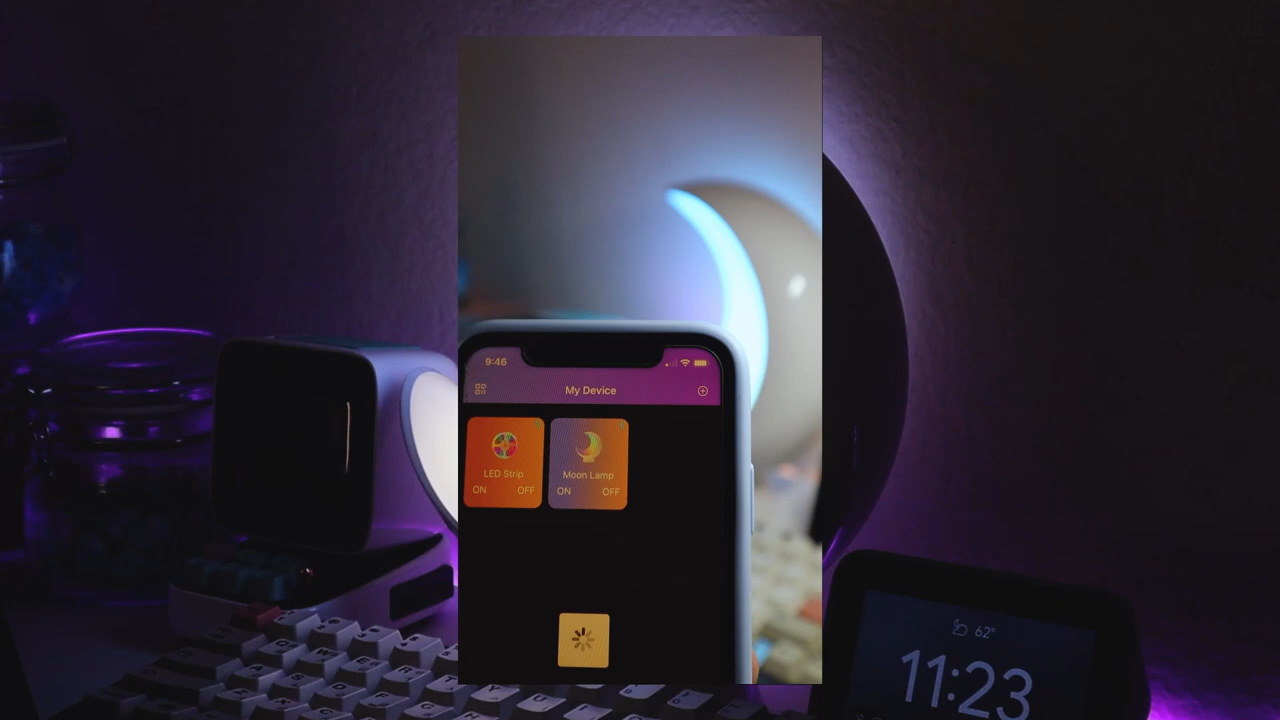 9:46
My Device
LED Strip
ON OFF
Moon Lamp
ON OFF
62°
11:23